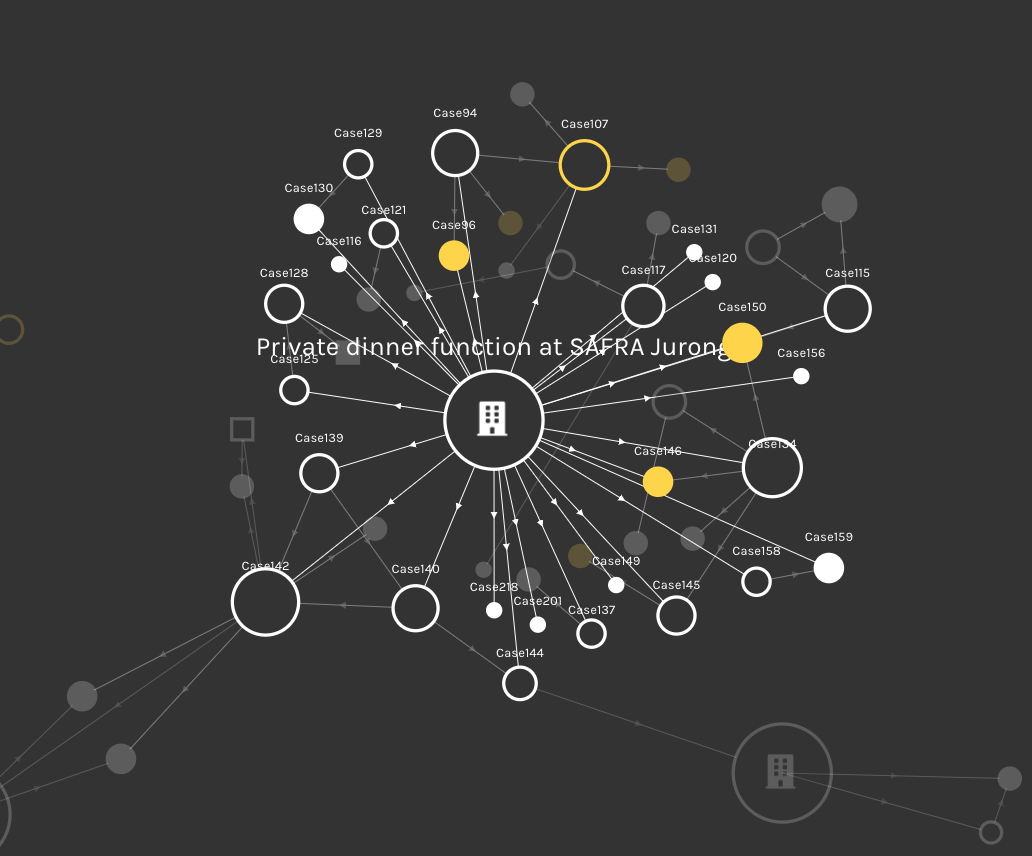 Case94
Case107
Case129
Case130
Case121
Case96
Case131
Case116
Case120
Case128
Case117
Case115
Case150
Private dinner function at SAFRA Jurong
Case125
Case156
Case139
Case134
Case146
Case159
Case158
Case142
Case140
Case149
Case218
Case145
Case201
Case137
Case144